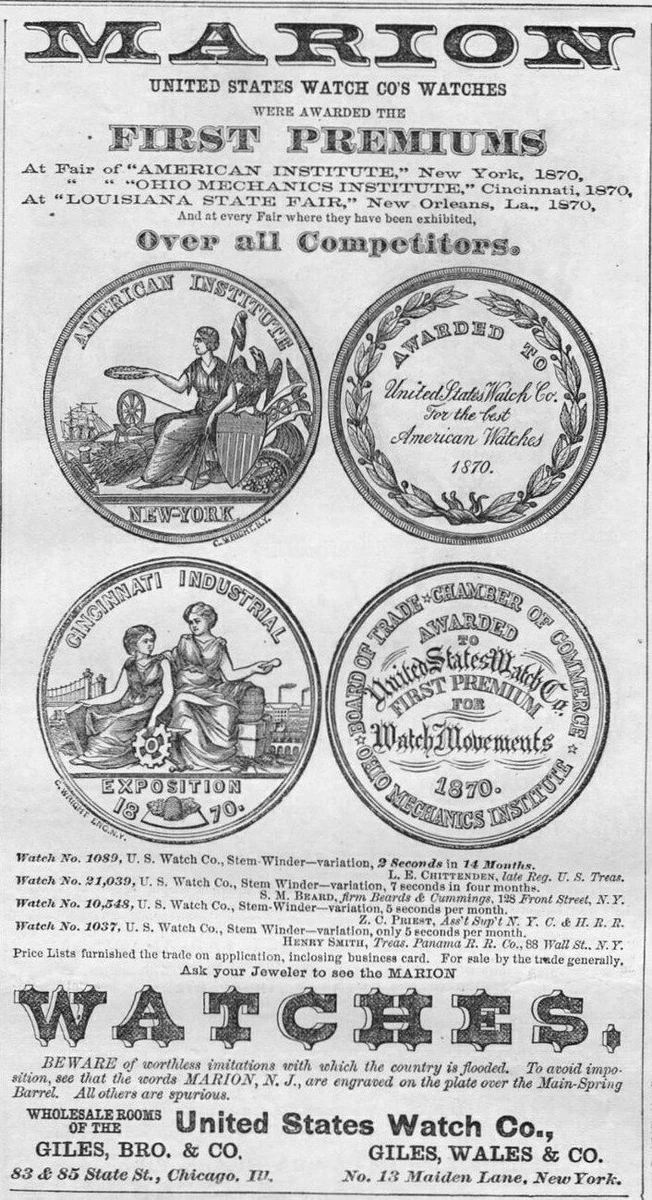 MARION
UNITED STATES WATCH CO'S WATCHES
WERE AWARDED THE
FIRST PREMIUMS
At Fair of "AMERICAN INSTITUTE," New York, 1870,
" " "OHIO MECHANICS INSTITUTE," Cincinnati, 1870,
At "LOUISIANA STATE FAIR," New Orleans, La., 1870,
And at every Fair where they have been exhibited,
Over all Competitors.
AMERICAN INSTITUTE
NEW-YORK
C. WRIGHT. N.Y.
AWARDED TO
United States Watch Co.
For the best
American Watches
1870.
CINCINNATI INDUSTRIAL
EXPOSITION
1870.
C. WRIGHT ENG. N.Y.
BOARD OF TRADE ★ CHAMBER OF COMMERCE ★
OHIO MECHANICS INSTITUTE ★
AWARDED
TO
United States Watch Co.
FIRST PREMIUM
FOR
Watch Movements
1870.
Watch No. 1089, U. S. Watch Co., Stem-Winder—variation, 2 Seconds in 14 Months.
L. E. CHITTENDEN, late Reg. U. S. Treas.
Watch No. 21,039, U. S. Watch Co., Stem Winder—variation, 7 seconds in four months.
S. M. BEARD, firm Beards & Cummings, 128 Front Street, N. Y.
Watch No. 10,548, U. S. Watch Co., Stem-Winder—variation, 5 seconds per month.
Z. C. PRIEST, Ass't Sup't N. Y. C. & H. R. R.
Watch No. 1037, U. S. Watch Co., Stem Winder—variation, only 5 seconds per month.
HENRY SMITH, Treas. Panama R. R. Co., 88 Wall St., N. Y.
Price Lists furnished the trade on application, inclosing business card. For sale by the trade generally.
Ask your Jeweler to see the MARION
WATCHES.
BEWARE of worthless imitations with which the country is flooded. To avoid impo-
sition, see that the words MARION, N. J., are engraved on the plate over the Main-Spring
Barrel. All others are spurious.
WHOLESALE ROOMS
OF THE
United States Watch Co.,
GILES, BRO. & CO.
GILES, WALES & CO.
83 & 85 State St., Chicago, Ill.
No. 13 Maiden Lane, New York.